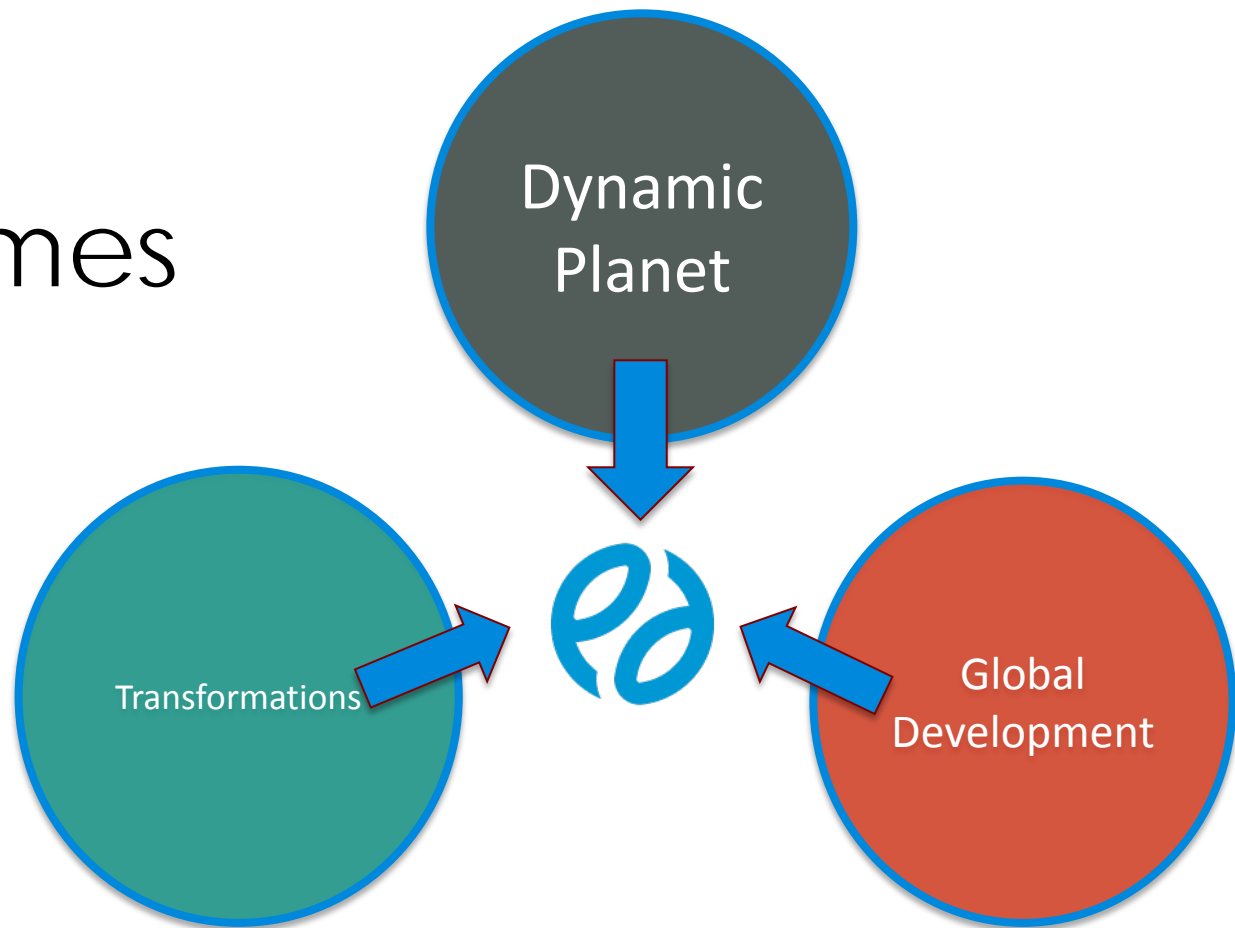 mes
Dynamic
Planet
Transformations
Global
Development